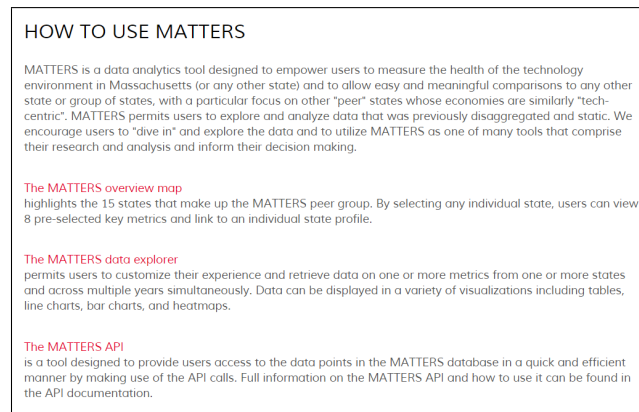 HOW TO USE MATTERS
MATTERS is a data analytics tool designed to empower users to measure the health of the technology
environment in Massachusetts (or any other state) and to allow easy and meaningful comparisons to any other
state or group of states, with a particular focus on other "peer" states whose economies are similarly "tech-
centric". MATTERS permits users to explore and analyze data that was previously disaggregated and static. We
encourage users to "dive in" and explore the data and to utilize MATTERS as one of many tools that comprise
their research and analysis and inform their decision making.
The MATTERS overview map
highlights the 15 states that make up the MATTERS peer group. By selecting any individual state, users can view
8 pre-selected key metrics and link to an individual state profile.
The MATTERS data explorer
permits users to customize their experience and retrieve data on one or more metrics from one or more states
and across multiple years simultaneously. Data can be displayed in a variety of visualizations including tables,
line charts, bar charts, and heatmaps.
The MATTERS API
is a tool designed to provide users access to the data points in the MATTERS database in a quick and efficient
manner by making use of the API calls. Full information on the MATTERS API and how to use it can be found in
the API documentation.